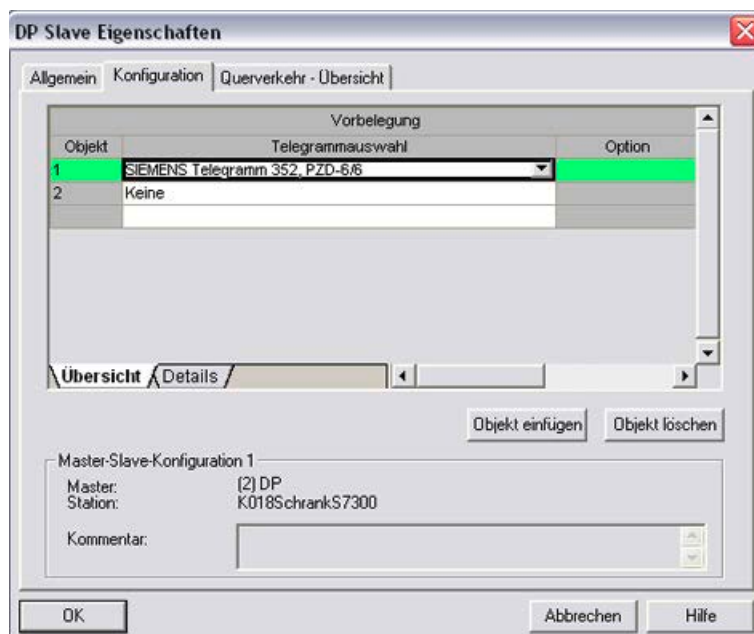 DP Slave Eigenschaften
Allgemein Konfiguration Querverkehr - Übersicht
Vorbelegung
Objekt Telegrammauswahl Option
1 SIEMENS Telegramm 352, PZD-6/6
2 Keine
Übersicht Details
Objekt einfügen Objekt löschen
Master-Slave-Konfiguration 1
Master: (2) DP
Station: K018SchrankS7300
Kommentar:
OK Abbrechen Hilfe